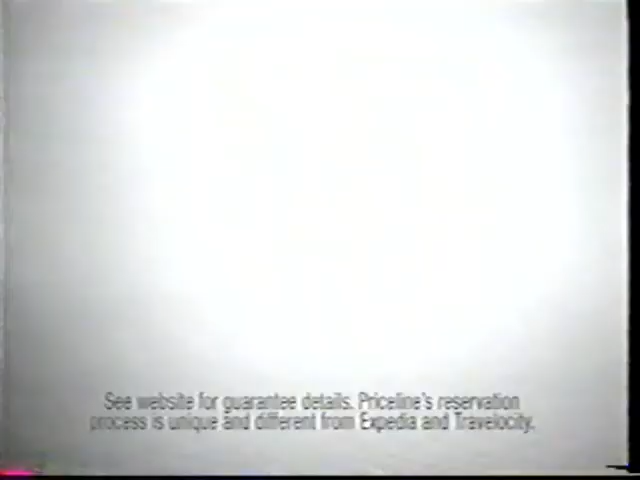 See website for guarantee details. Priceline's reservation
process is unique and different from Expedia and Travelocity.